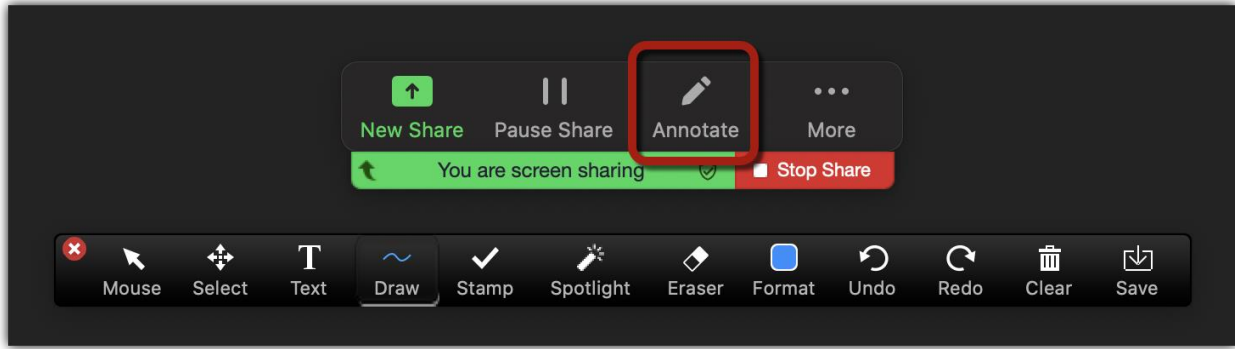 New Share Pause Share Annotate More
You are screen sharing Stop Share
Mouse Select Text Draw Stamp Spotlight Eraser Format Undo Redo Clear Save